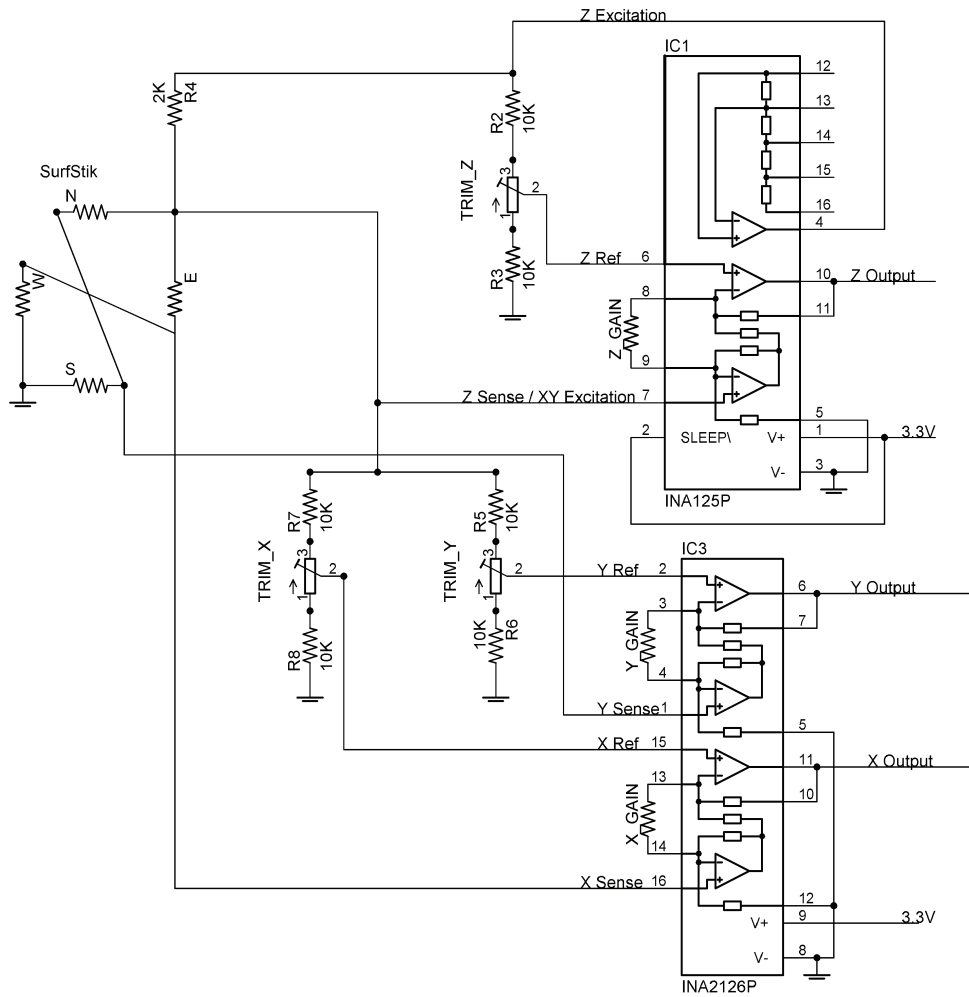 Z Excitation
IC1
12
13
14
15
16
4
2K
R4
R2
10K
SurfStik
N
TRIM_Z
3
2
1
W
E
R3
10K
Z Ref 6
10 Z Output
11
8
Z_GAIN
9
S
Z Sense / XY Excitation 7
5
2 SLEEP\ V+ 1 3.3V
V- 3
INA125P
R7
10K
R5
10K
IC3
TRIM_X
3
2
1
TRIM_Y
3
2
1
Y Ref 2
6 Y Output
7
3
Y_GAIN
4
R8
10K
10K
R6
Y Sense 1
5
X Ref 15
11 X Output
10
13
X_GAIN
14
X Sense 16
12
V+ 9 3.3V
V- 8
INA2126P